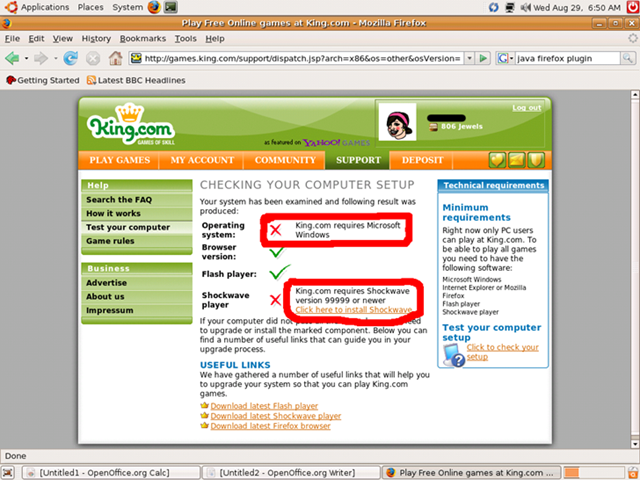 Applications Places System
Wed Aug 29, 6:50 AM
Play Free Online games at King.com - Mozilla Firefox
File Edit View History Bookmarks Tools Help
http://games.king.com/support/dispatch.jsp?arch=x86&os=other&osVersion=
java firefox plugin
Getting Started Latest BBC Headlines
King.com
GAMES OF SKILL
as featured on YAHOO! GAMES
Log out
806 Jewels
PLAY GAMES MY ACCOUNT COMMUNITY SUPPORT DEPOSIT
Help
Search the FAQ
How it works
Test your computer
Game rules
Business
Advertise
About us
Impressum
CHECKING YOUR COMPUTER SETUP
Your system has been examined and following result was
produced:
Operating
system:
King.com requires Microsoft
Windows
Browser
version:
Flash player:
Shockwave
player
King.com requires Shockwave
version 99999 or newer
Click here to install Shockwave
If your computer did not
need
to upgrade or install the marked component. Below you can
find a number of useful links that can guide you in your
upgrade process.
USEFUL LINKS
We have gathered a number of useful links that will help you
to upgrade your system so that you can play King.com
games.
Download latest Flash player
Download latest Shockwave player
Download latest Firefox browser
Technical requirements
Minimum
requirements
Right now only PC users
can play at King.com. To
be able to play all games
you need to have the
following software:
Microsoft Windows
Internet Explorer or Mozilla
Firefox
Flash player
Shockwave player
Test your computer
setup
Click to check your
setup
Done
[Untitled1 - OpenOffice.org Calc]
[Untitled2 - OpenOffice.org Writer]
Play Free Online games at King.com ...